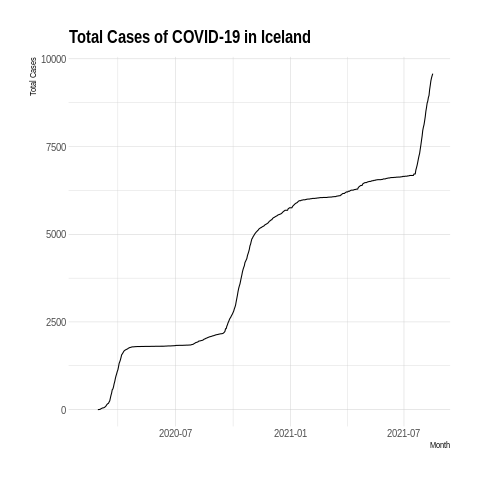 Total Cases of COVID-19 in Iceland
Total Cases
10000
7500
5000
2500
0
2020-07 2021-01 2021-07
Month